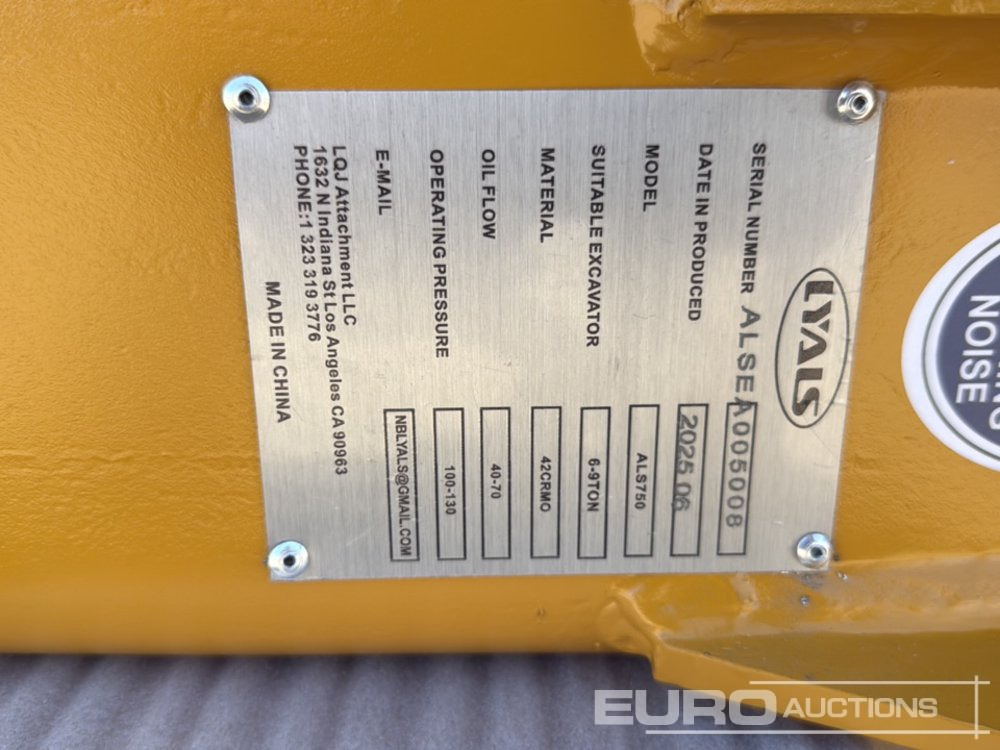 LYALS
SERIAL NUMBER ALSEA005008
DATE IN PRODUCED 2025 06
MODEL ALS750
SUITABLE EXCAVATOR 6-9TON
MATERIAL 42CRMO
OIL FLOW 40-70
OPERATING PRESSURE 100-130
E-MAIL NBLYALS@GMAIL.COM
LQJ Attachment LLC
1632 N Indiana St Los Angeles CA 90963
PHONE:1 323 319 3776
MADE IN CHINA
NOISE
EURO AUCTIONS